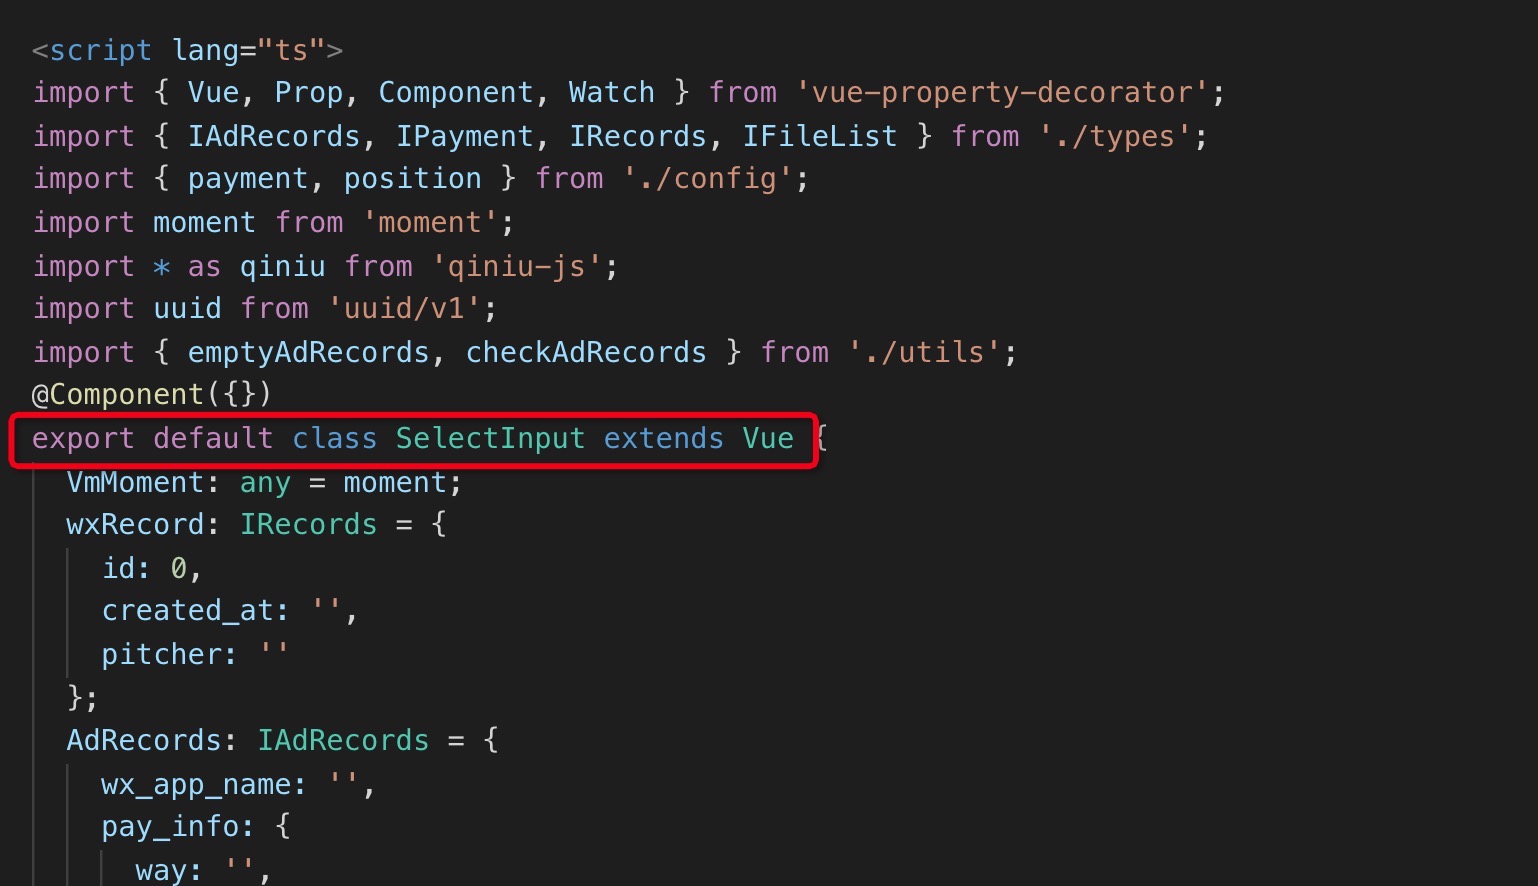 <script lang="ts">
import { Vue, Prop, Component, Watch } from 'vue-property-decorator';
import { IAdRecords, IPayment, IRecords, IFileList } from './types';
import { payment, position } from './config';
import moment from 'moment';
import * as qiniu from 'qiniu-js';
import uuid from 'uuid/v1';
import { emptyAdRecords, checkAdRecords } from './utils';
@Component({})
export default class SelectInput extends Vue {
VmMoment: any = moment;
wxRecord: IRecords = {
id: 0,
created_at: '',
pitcher: ''
};
AdRecords: IAdRecords = {
wx_app_name: '',
pay_info: {
way: '',